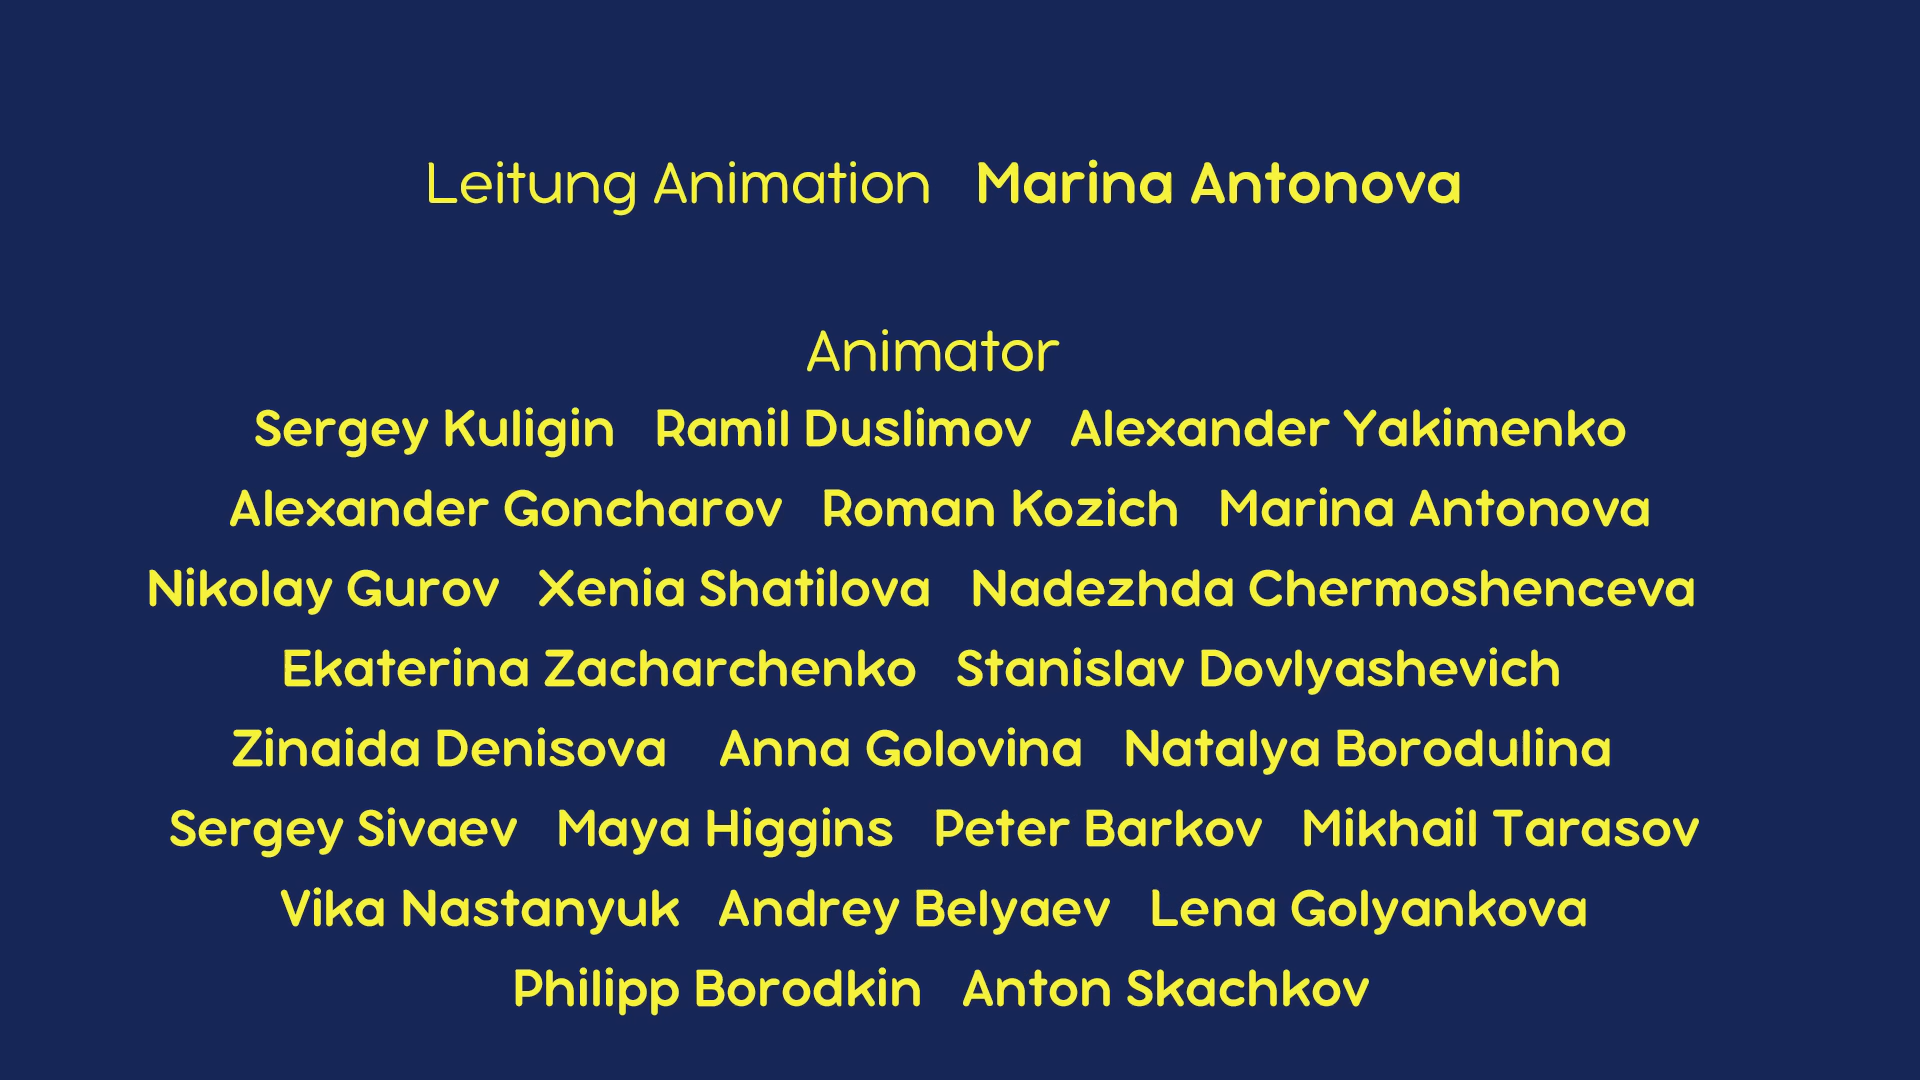 Leitung Animation Marina Antonova
Animator
Sergey Kuligin Ramil Duslimov Alexander Yakimenko
Alexander Goncharov Roman Kozich Marina Antonova
Nikolay Gurov Xenia Shatilova Nadezhda Chermoshenceva
Ekaterina Zacharchenko Stanislav Dovlyashevich
Zinaida Denisova Anna Golovina Natalya Borodulina
Sergey Sivaev Maya Higgins Peter Barkov Mikhail Tarasov
Vika Nastanyuk Andrey Belyaev Lena Golyankova
Philipp Borodkin Anton Skachkov